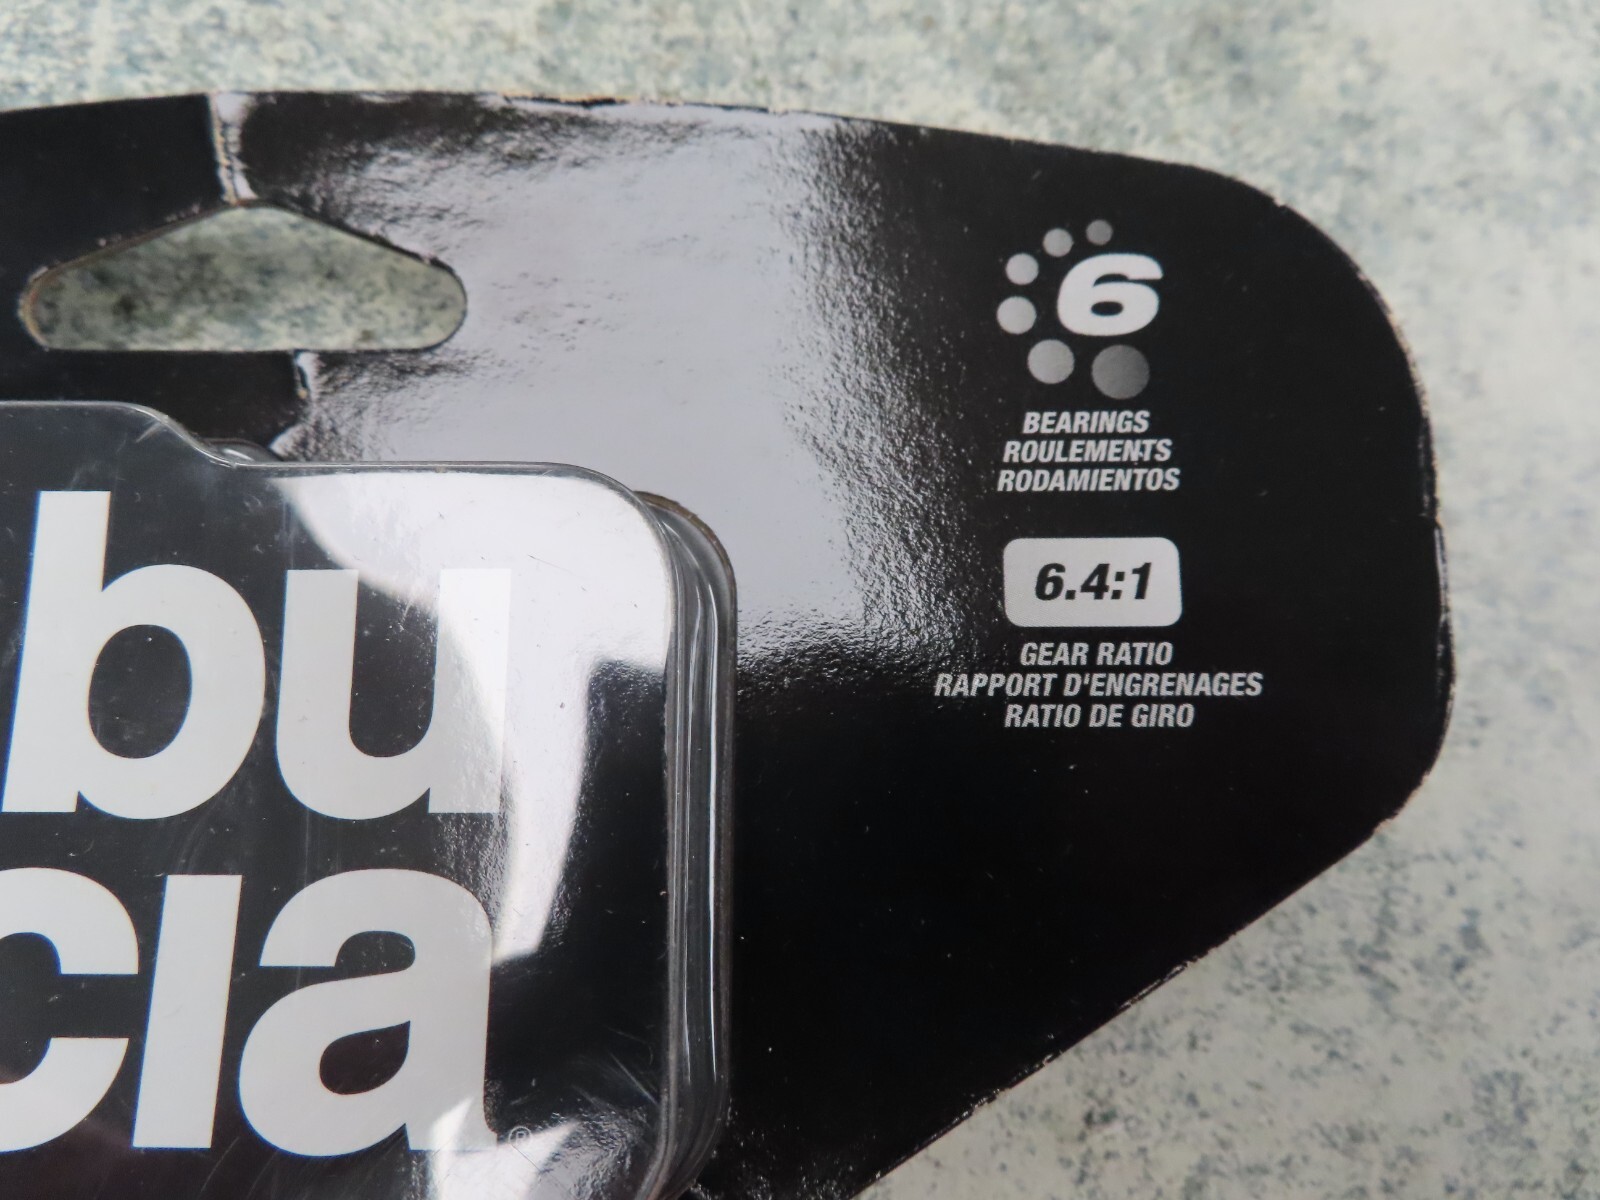 6
BEARINGS
ROULEMENTS
RODAMIENTOS
6.4:1
GEAR RATIO
RAPPORT D'ENGRENAGES
RATIO DE GIRO
bu
cia®